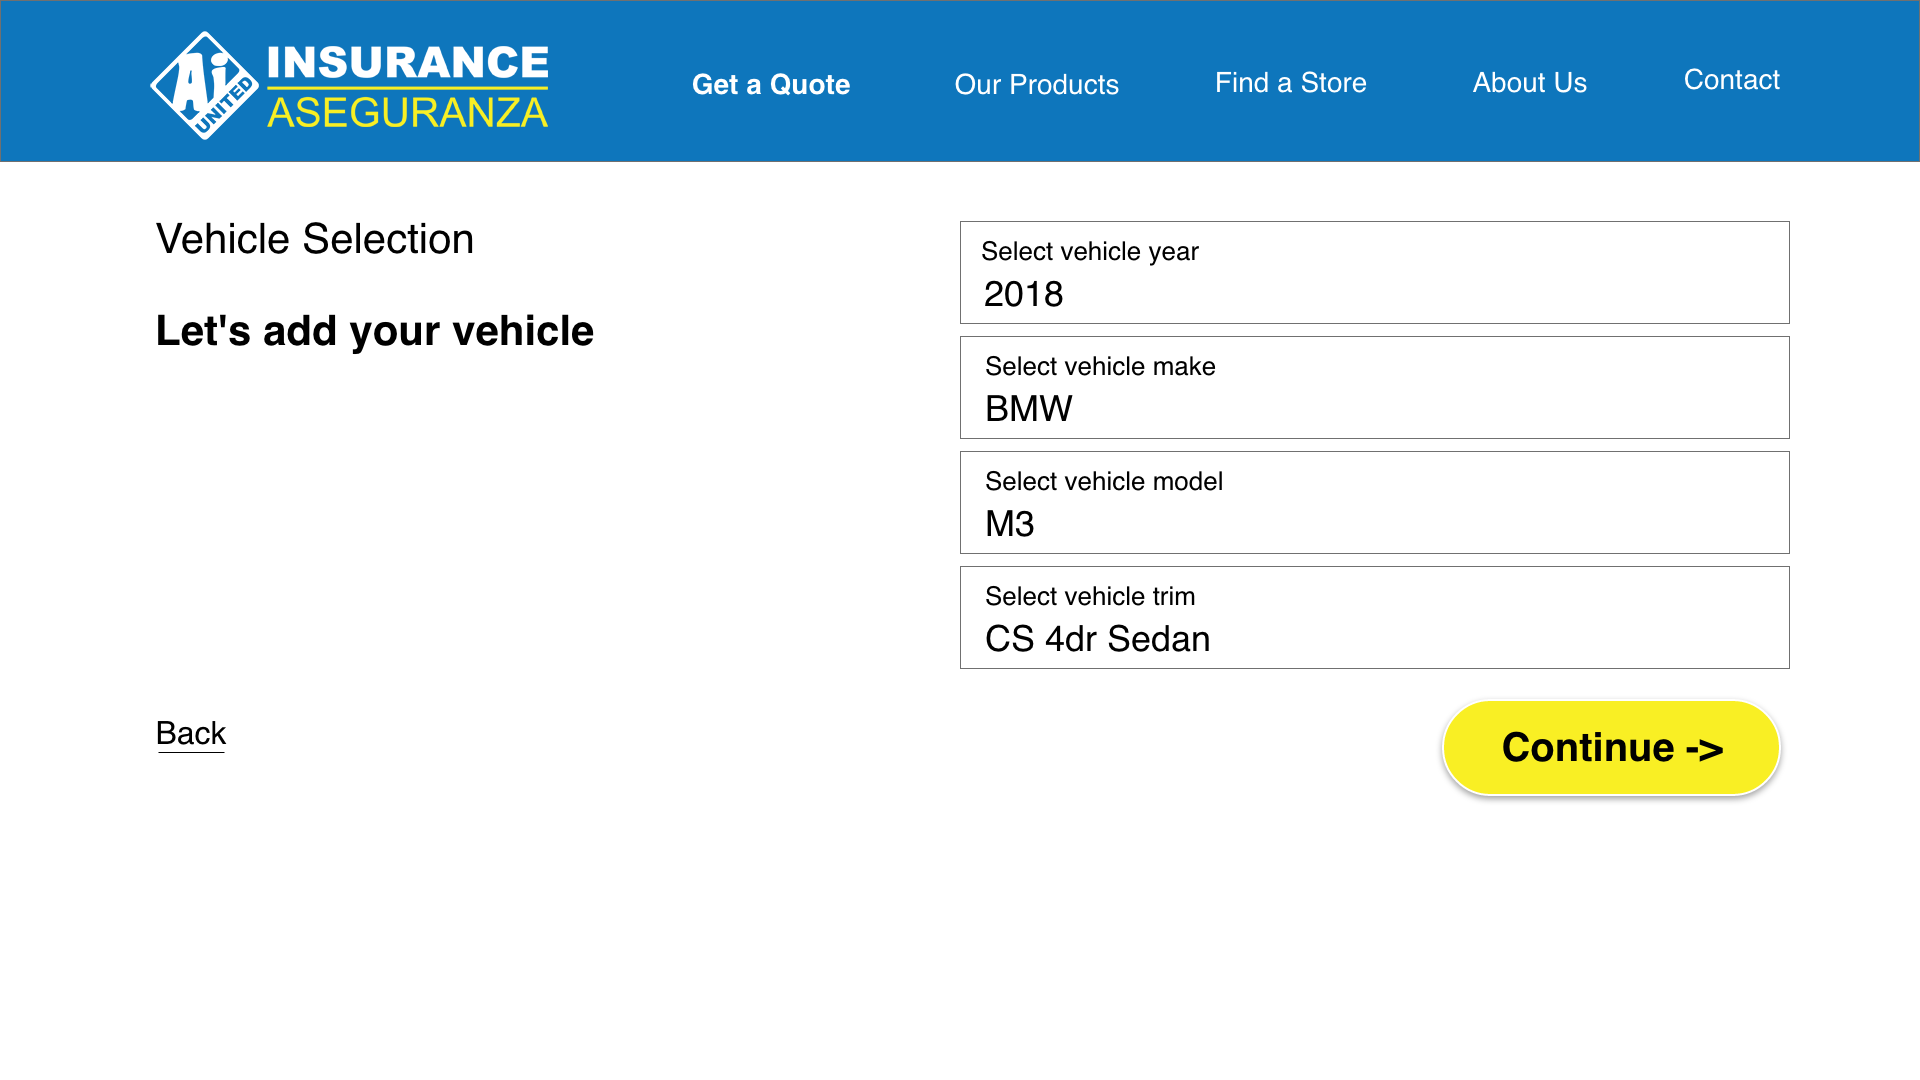 Ai
UNITED
INSURANCE
ASEGURANZA
Get a Quote
Our Products
Find a Store
About Us
Contact
Vehicle Selection
Let's add your vehicle
Select vehicle year
2018
Select vehicle make
BMW
Select vehicle model
M3
Select vehicle trim
CS 4dr Sedan
Back
Continue ->